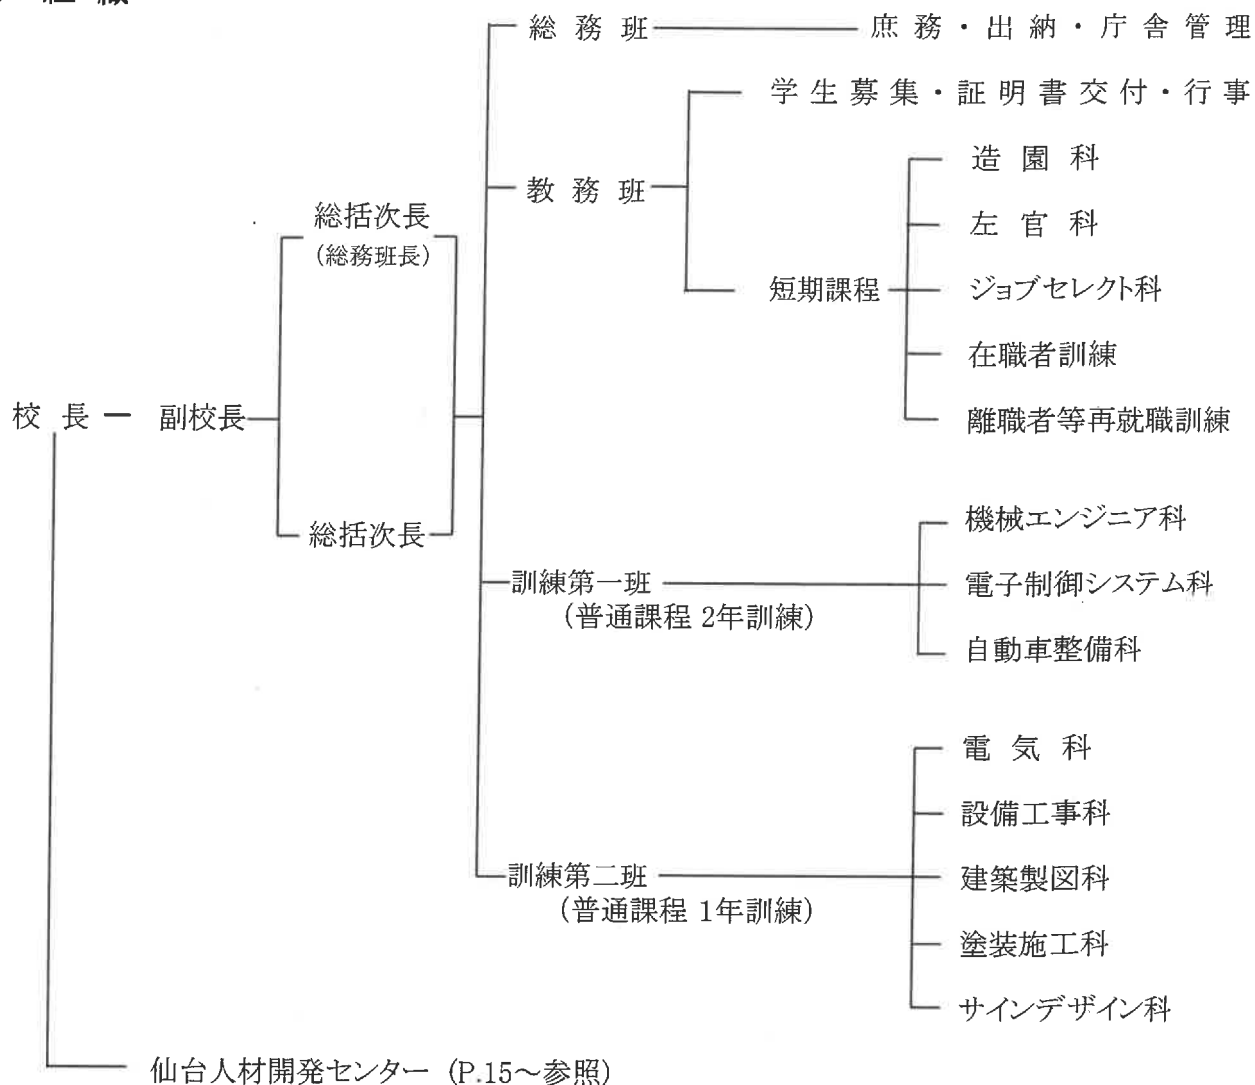 組織
総務班 庶務・出納・庁舎管理
学生募集・証明書交付・行事
教務班
短期課程
造園科
左官科
ジョブセレクト科
在職者訓練
離職者等再就職訓練
総括次長
(総務班長)
校長 副校長
総括次長
訓練第一班
(普通課程 2年訓練)
機械エンジニア科
電子制御システム科
自動車整備科
訓練第二班
(普通課程 1年訓練)
電気科
設備工事科
建築製図科
塗装施工科
サインデザイン科
仙台人材開発センター (P.15～参照)